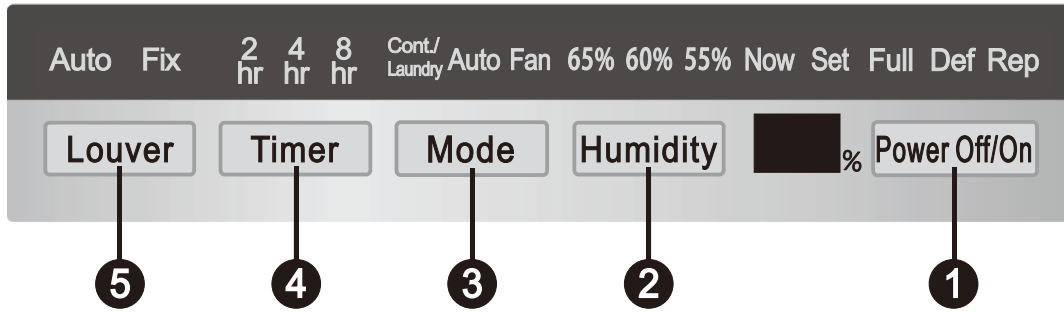 Auto Fix 2 hr 4 hr 8 hr Cont./ Laundry Auto Fan 65% 60% 55% Now Set Full Def Rep
Louver Timer Mode Humidity % Power Off/On
5 4 3 2 1